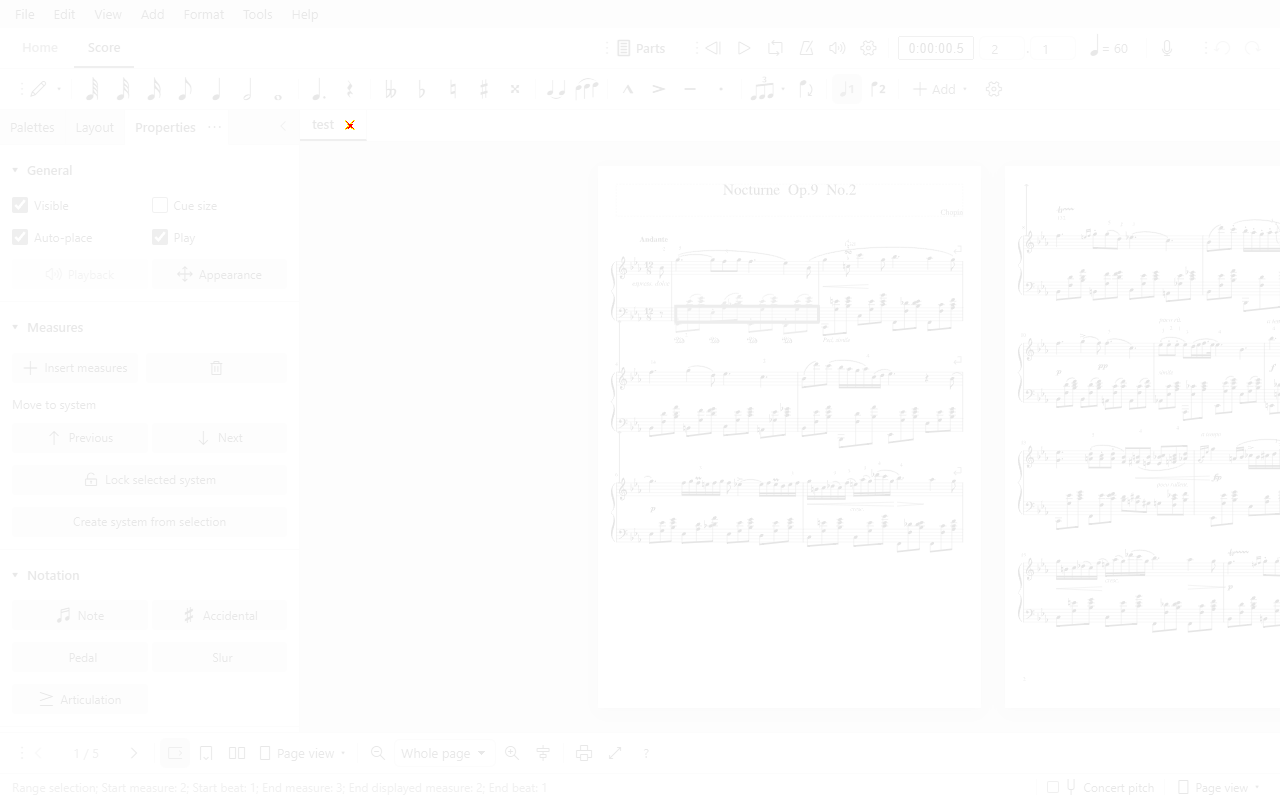 File Edit View Add Format Tools Help
Home Score Parts 0:00:00.5 2 . 1 = 60
Add
Palettes Layout Properties test
General
Visible Cue size
Auto-place Play
Playback Appearance
Measures
Insert measures
Move to system
Previous Next
Lock selected system
Create system from selection
Notation
Note Accidental
Pedal Slur
Articulation
Nocturne Op.9 No.2
Chopin
Andante
1 / 5 Page view Whole page ?
Range selection; Start measure: 2; Start beat: 1; End measure: 3; End displayed measure: 2; End beat: 1
Concert pitch Page view